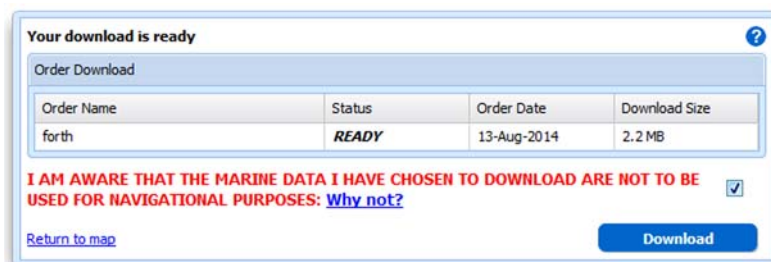 Your download is ready
?
Order Download
Order Name Status Order Date Download Size
forth READY 13-Aug-2014 2.2 MB
I AM AWARE THAT THE MARINE DATA I HAVE CHOSEN TO DOWNLOAD ARE NOT TO BE
USED FOR NAVIGATIONAL PURPOSES: Why not?
Return to map Download